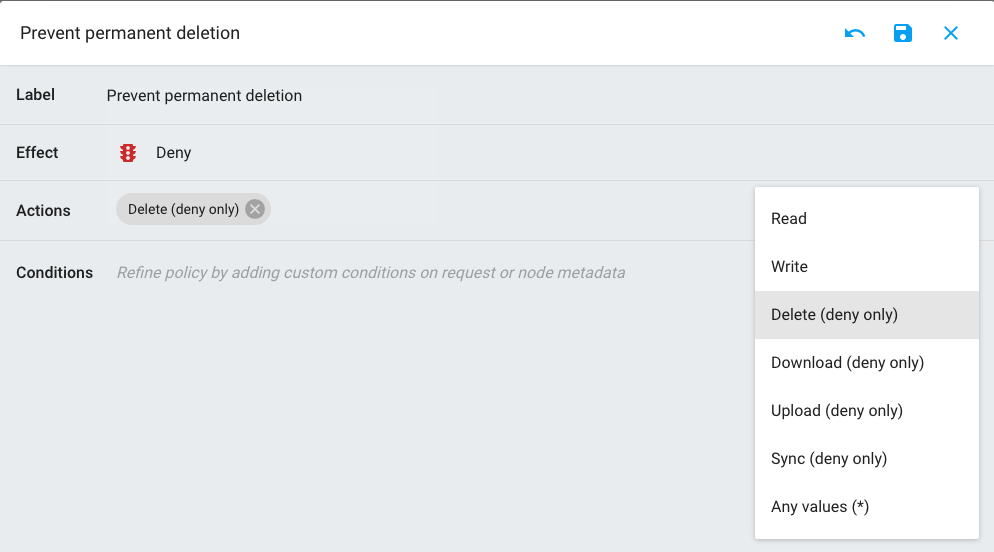 Prevent permanent deletion
Label Prevent permanent deletion
Effect Deny
Actions Delete (deny only)
Conditions Refine policy by adding custom conditions on request or node metadata
Read
Write
Delete (deny only)
Download (deny only)
Upload (deny only)
Sync (deny only)
Any values (*)